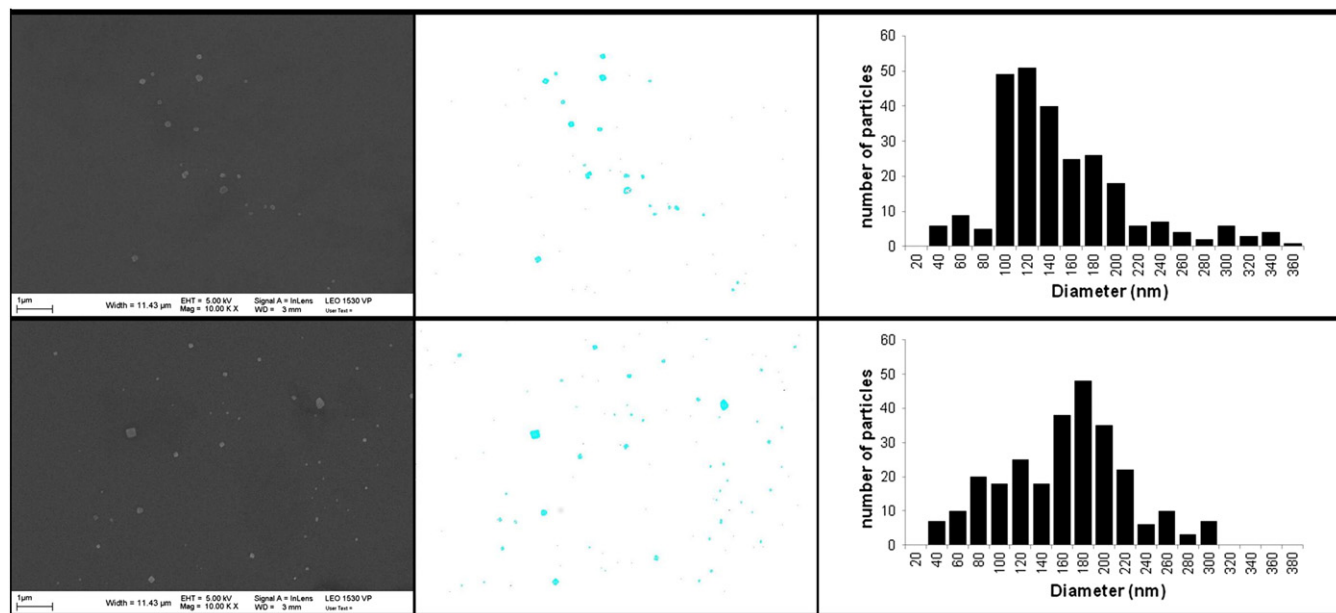 60
50
40
30
20
10
0
number of particles
20 40 60 80 100 120 140 160 180 200 220 240 260 280 300 320 340 360
Diameter (nm)
1µm
Width = 11.43 µm
EHT = 5.00 kV
Mag = 10.00 K X
Signal A = InLens
WD = 3 mm
LEO 1530 VP
User Text =
60
50
40
30
20
10
0
number of particles
20 40 60 80 100 120 140 160 180 200 220 240 260 280 300 320 340 360 380
Diameter (nm)
1µm
Width = 11.43 µm
EHT = 5.00 kV
Mag = 10.00 K X
Signal A = InLens
WD = 3 mm
LEO 1530 VP
User Text =